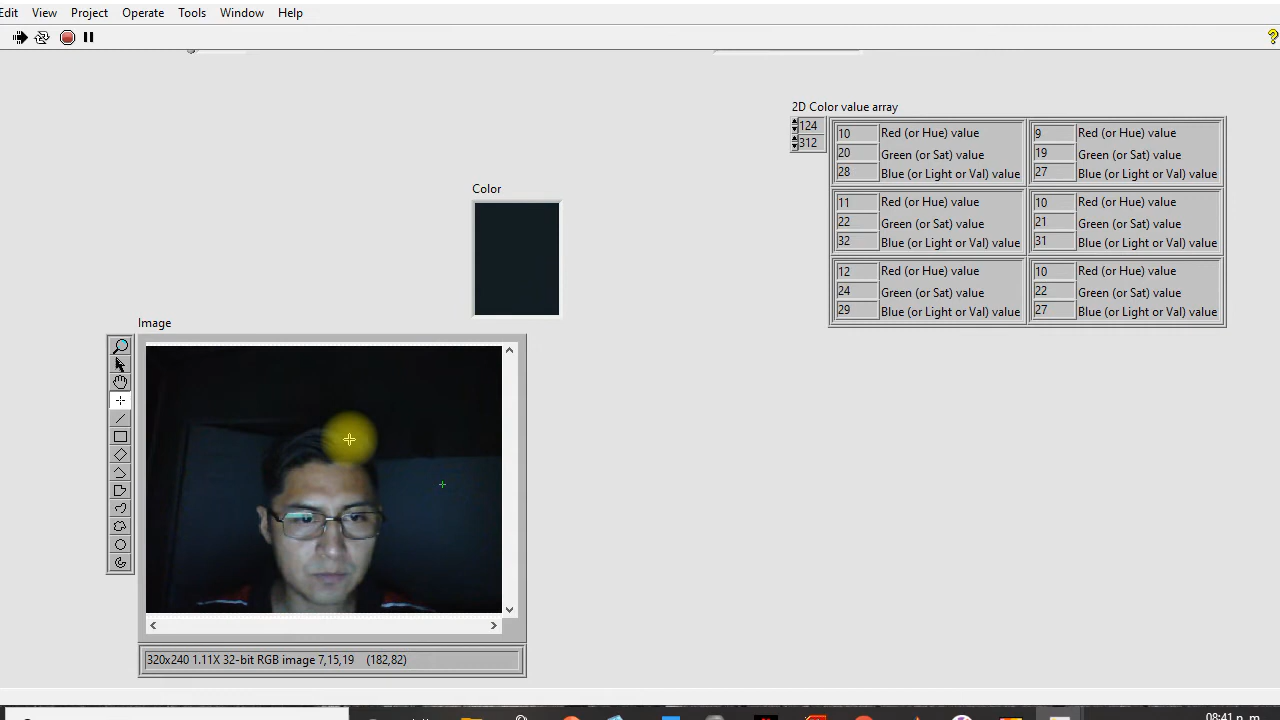 Edit View Project Operate Tools Window Help
2D Color value array
124
312
10 Red (or Hue) value 9 Red (or Hue) value
20 Green (or Sat) value 19 Green (or Sat) value
28 Blue (or Light or Val) value 27 Blue (or Light or Val) value
11 Red (or Hue) value 10 Red (or Hue) value
22 Green (or Sat) value 21 Green (or Sat) value
32 Blue (or Light or Val) value 31 Blue (or Light or Val) value
12 Red (or Hue) value 10 Red (or Hue) value
24 Green (or Sat) value 22 Green (or Sat) value
29 Blue (or Light or Val) value 27 Blue (or Light or Val) value
Color
Image
320x240 1.11X 32-bit RGB image 7,15,19 (182,82)
08:41 p. m.